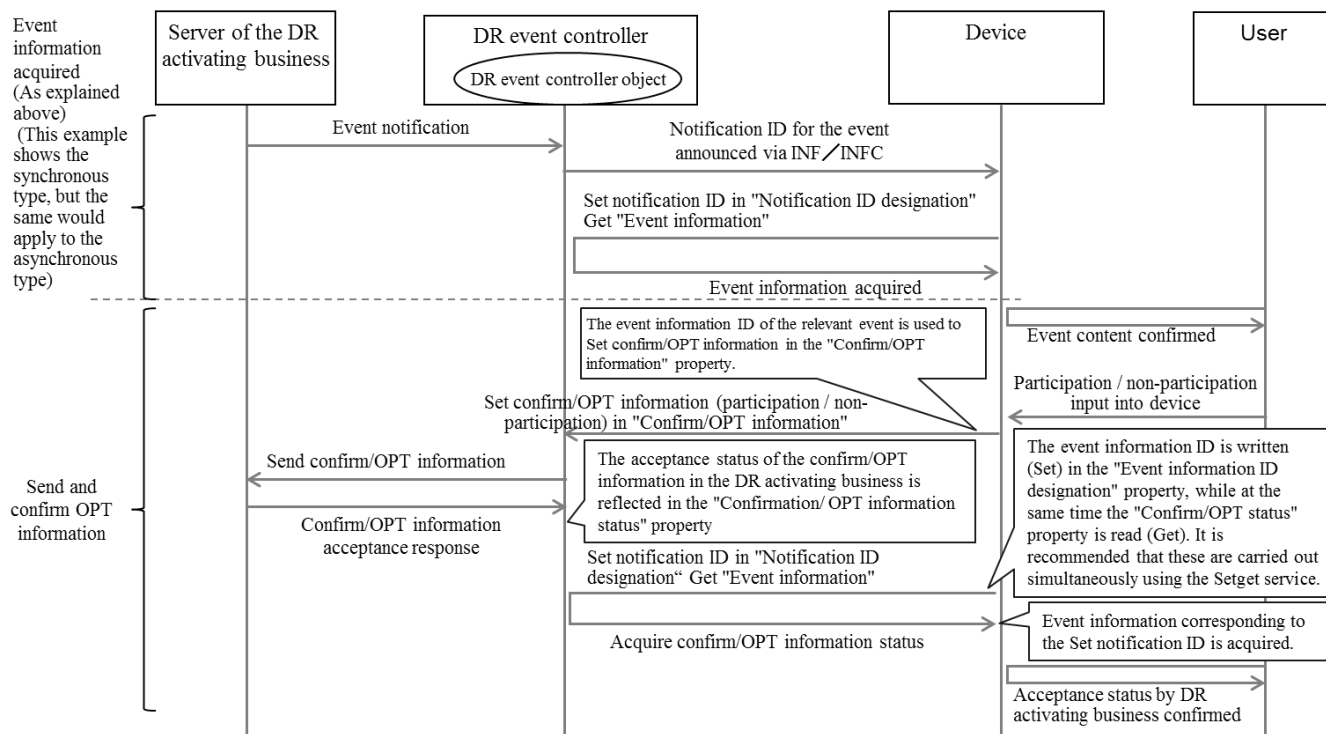 Event
information
acquired
(As explained
above)
(This example
shows the
synchronous
type, but the
same would
apply to the
asynchronous
type)
Server of the DR
activating business
DR event controller
DR event controller object
Device
User
Event notification
Notification ID for the event
announced via INF／INFC
Set notification ID in "Notification ID designation"
Get "Event information"
Event information acquired
Send and
confirm OPT
information
The event information ID of the relevant event is used to
Set confirm/OPT information in the "Confirm/OPT
information" property.
Event content confirmed
Participation / non-participation
input into device
Set confirm/OPT information (participation / non-
participation) in "Confirm/OPT information"
Send confirm/OPT information
The acceptance status of the confirm/OPT
information in the DR activating business is
reflected in the "Confirmation/ OPT information
status" property
The event information ID is written
(Set) in the "Event information ID
designation" property, while at the
same time the "Confirm/OPT status"
property is read (Get). It is
recommended that these are carried out
simultaneously using the Setget service.
Confirm/OPT information
acceptance response
Set notification ID in "Notification ID
designation“ Get "Event information"
Acquire confirm/OPT information status
Event information corresponding to
the Set notification ID is acquired.
Acceptance status by DR
activating business confirmed